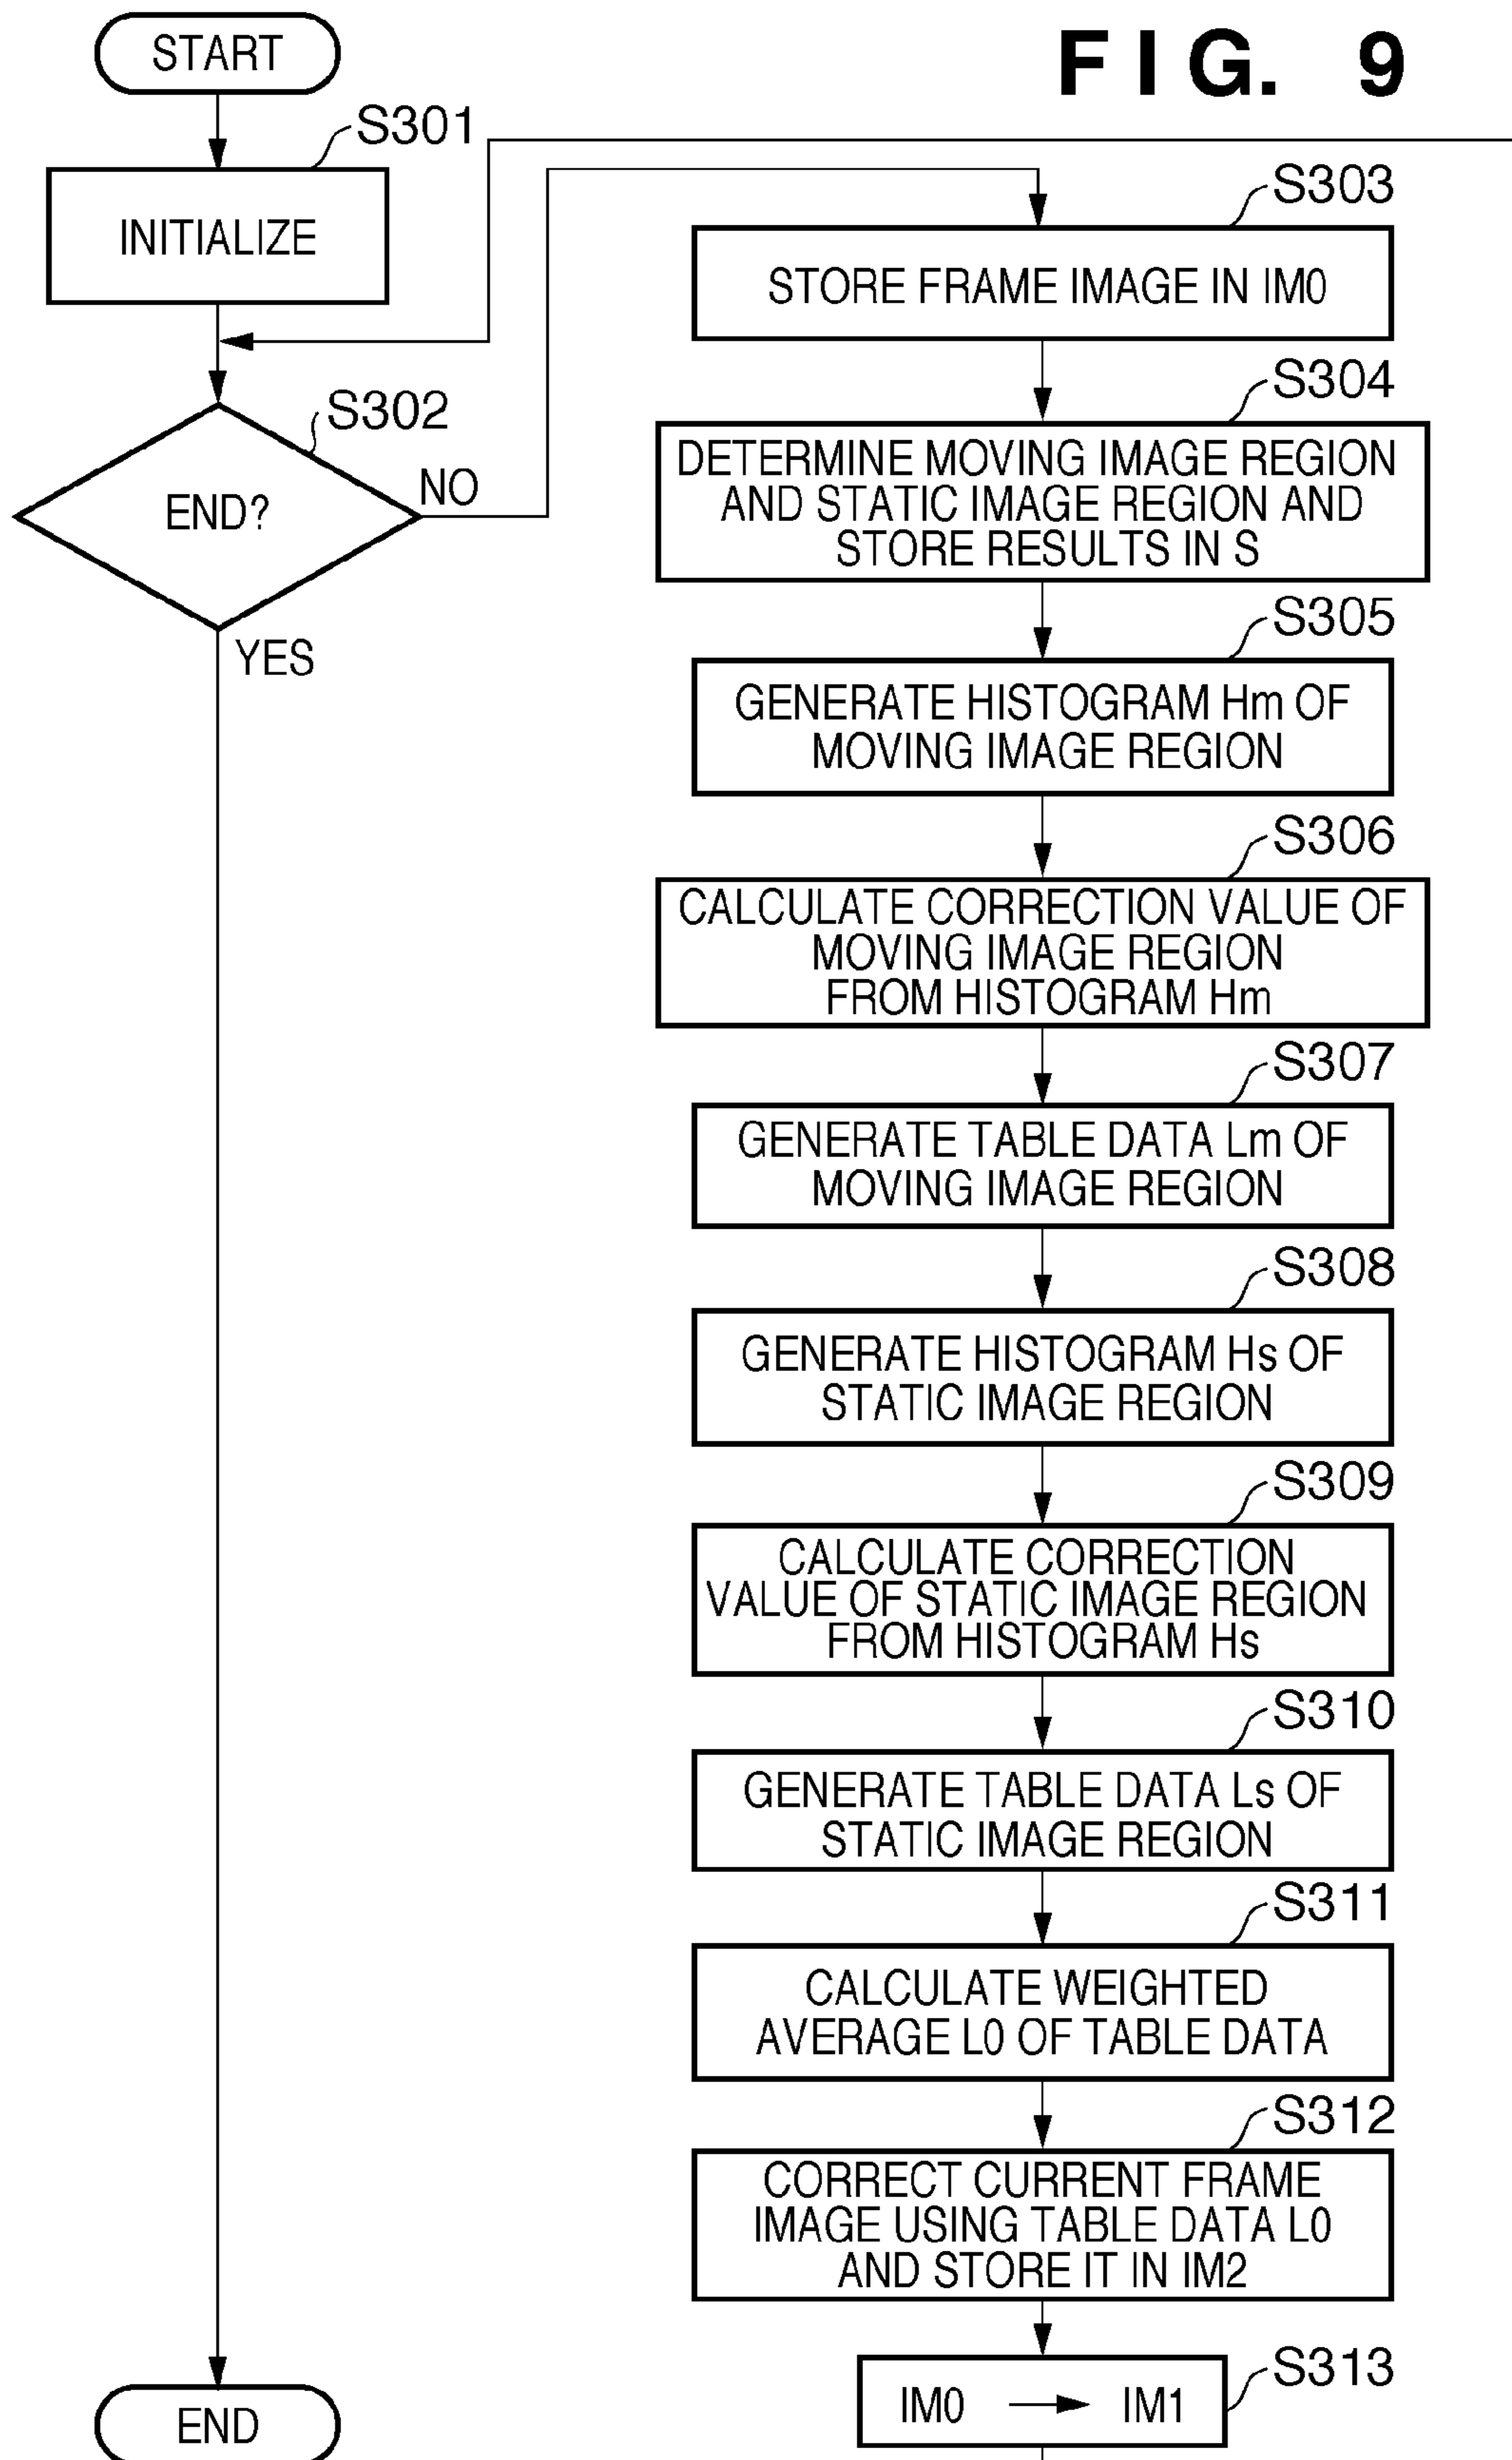 FIG. 9
START
S301
INITIALIZE
S302
END?
NO
YES
END
S303
STORE FRAME IMAGE IN IM0
S304
DETERMINE MOVING IMAGE REGION
AND STATIC IMAGE REGION AND
STORE RESULTS IN S
S305
GENERATE HISTOGRAM Hm OF
MOVING IMAGE REGION
S306
CALCULATE CORRECTION VALUE OF
MOVING IMAGE REGION
FROM HISTOGRAM Hm
S307
GENERATE TABLE DATA Lm OF
MOVING IMAGE REGION
S308
GENERATE HISTOGRAM Hs OF
STATIC IMAGE REGION
S309
CALCULATE CORRECTION
VALUE OF STATIC IMAGE REGION
FROM HISTOGRAM Hs
S310
GENERATE TABLE DATA Ls OF
STATIC IMAGE REGION
S311
CALCULATE WEIGHTED
AVERAGE L0 OF TABLE DATA
S312
CORRECT CURRENT FRAME
IMAGE USING TABLE DATA L0
AND STORE IT IN IM2
S313
IM0 → IM1